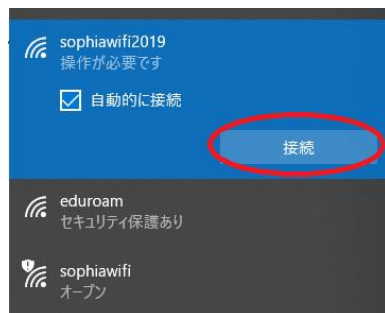 sophiawifi2019
操作が必要です
自動的に接続
接続
eduroam
セキュリティ保護あり
sophiawifi
オープン